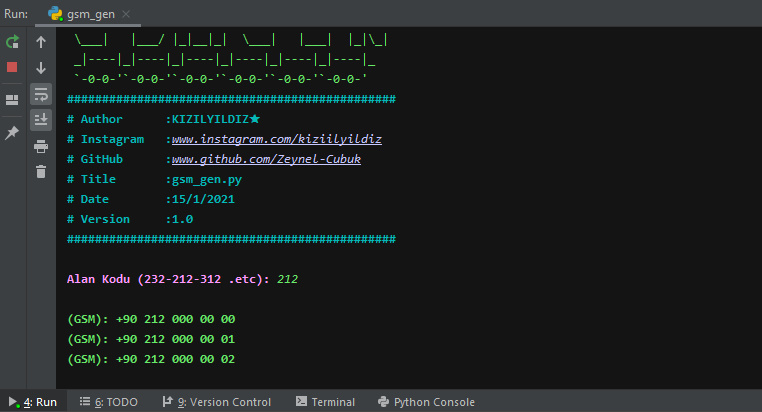 Run: gsm_gen ×
\___|   |___/ |_|__|_|  \___|   |___|  |_|\_|
_|----|_|----|_|----|_|----|_|----|_|----|_
`-0-0-'`-0-0-'`-0-0-'`-0-0-'`-0-0-'`-0-0-'
###############################################
# Author      :KIZILYILDIZ★
# Instagram   :www.instagram.com/kiziilyildiz
# GitHub      :www.github.com/Zeynel-Cubuk
# Title       :gsm_gen.py
# Date        :15/1/2021
# Version     :1.0
###############################################
Alan Kodu (232-212-312 .etc): 212
(GSM): +90 212 000 00 00
(GSM): +90 212 000 00 01
(GSM): +90 212 000 00 02
4: Run 6: TODO 9: Version Control Terminal Python Console